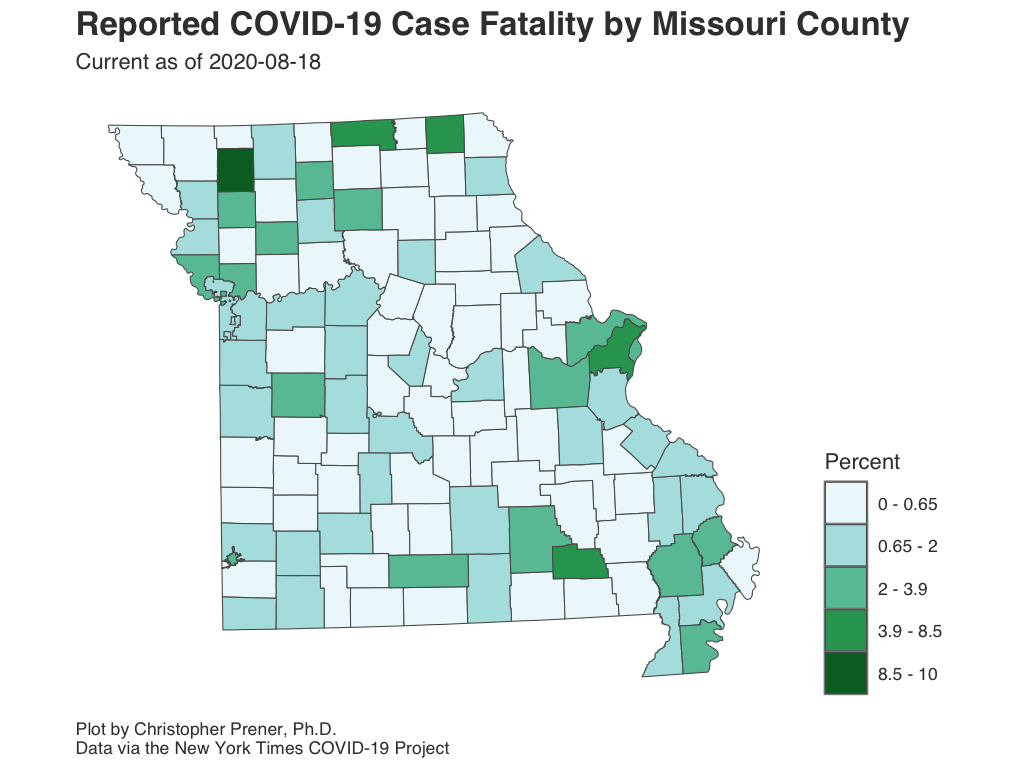 Reported COVID-19 Case Fatality by Missouri County
Current as of 2020-08-18
Percent
0 - 0.65
0.65 - 2
2 - 3.9
3.9 - 8.5
8.5 - 10
Plot by Christopher Prener, Ph.D.
Data via the New York Times COVID-19 Project